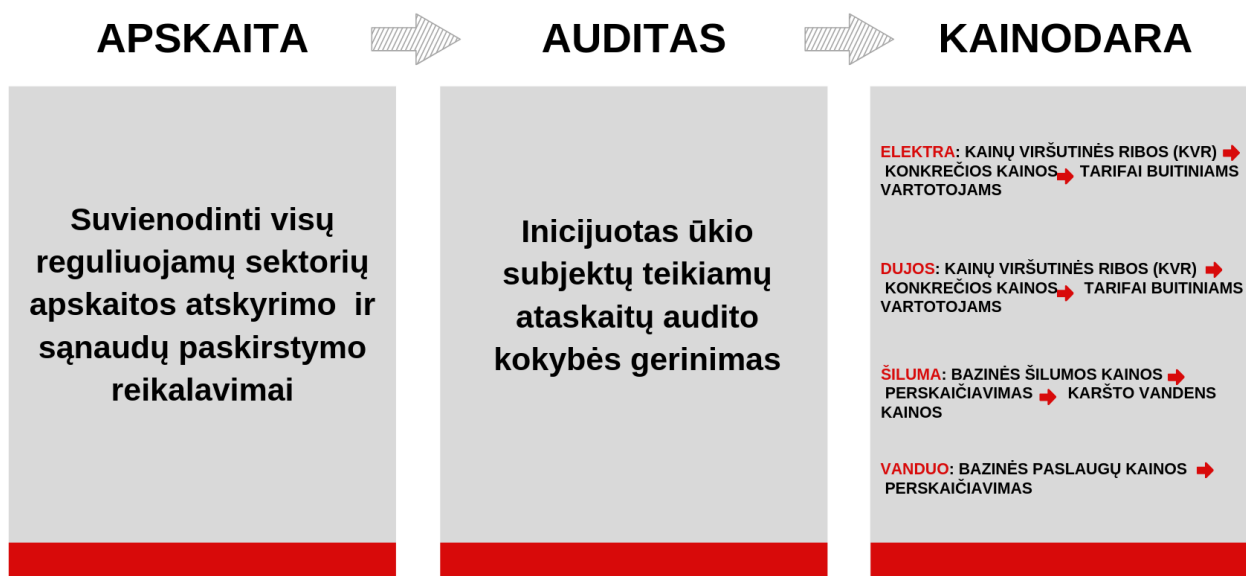 APSKAITA
AUDITAS
KAINODARA
Suvienodinti visų
reguliuojamų sektorių
apskaitos atskyrimo ir
sąnaudų paskirstymo
reikalavimai
Inicijuotas ūkio
subjektų teikiamų
ataskaitų audito
kokybės gerinimas
ELEKTRA: KAINŲ VIRŠUTINĖS RIBOS (KVR)
KONKREČIOS KAINOS TARIFAI BUITINIAMS
VARTOTOJAMS
DUJOS: KAINŲ VIRŠUTINĖS RIBOS (KVR)
KONKREČIOS KAINOS TARIFAI BUITINIAMS
VARTOTOJAMS
ŠILUMA: BAZINĖS ŠILUMOS KAINOS
PERSKAIČIAVIMAS KARŠTO VANDENS
KAINOS
VANDUO: BAZINĖS PASLAUGŲ KAINOS
PERSKAIČIAVIMAS